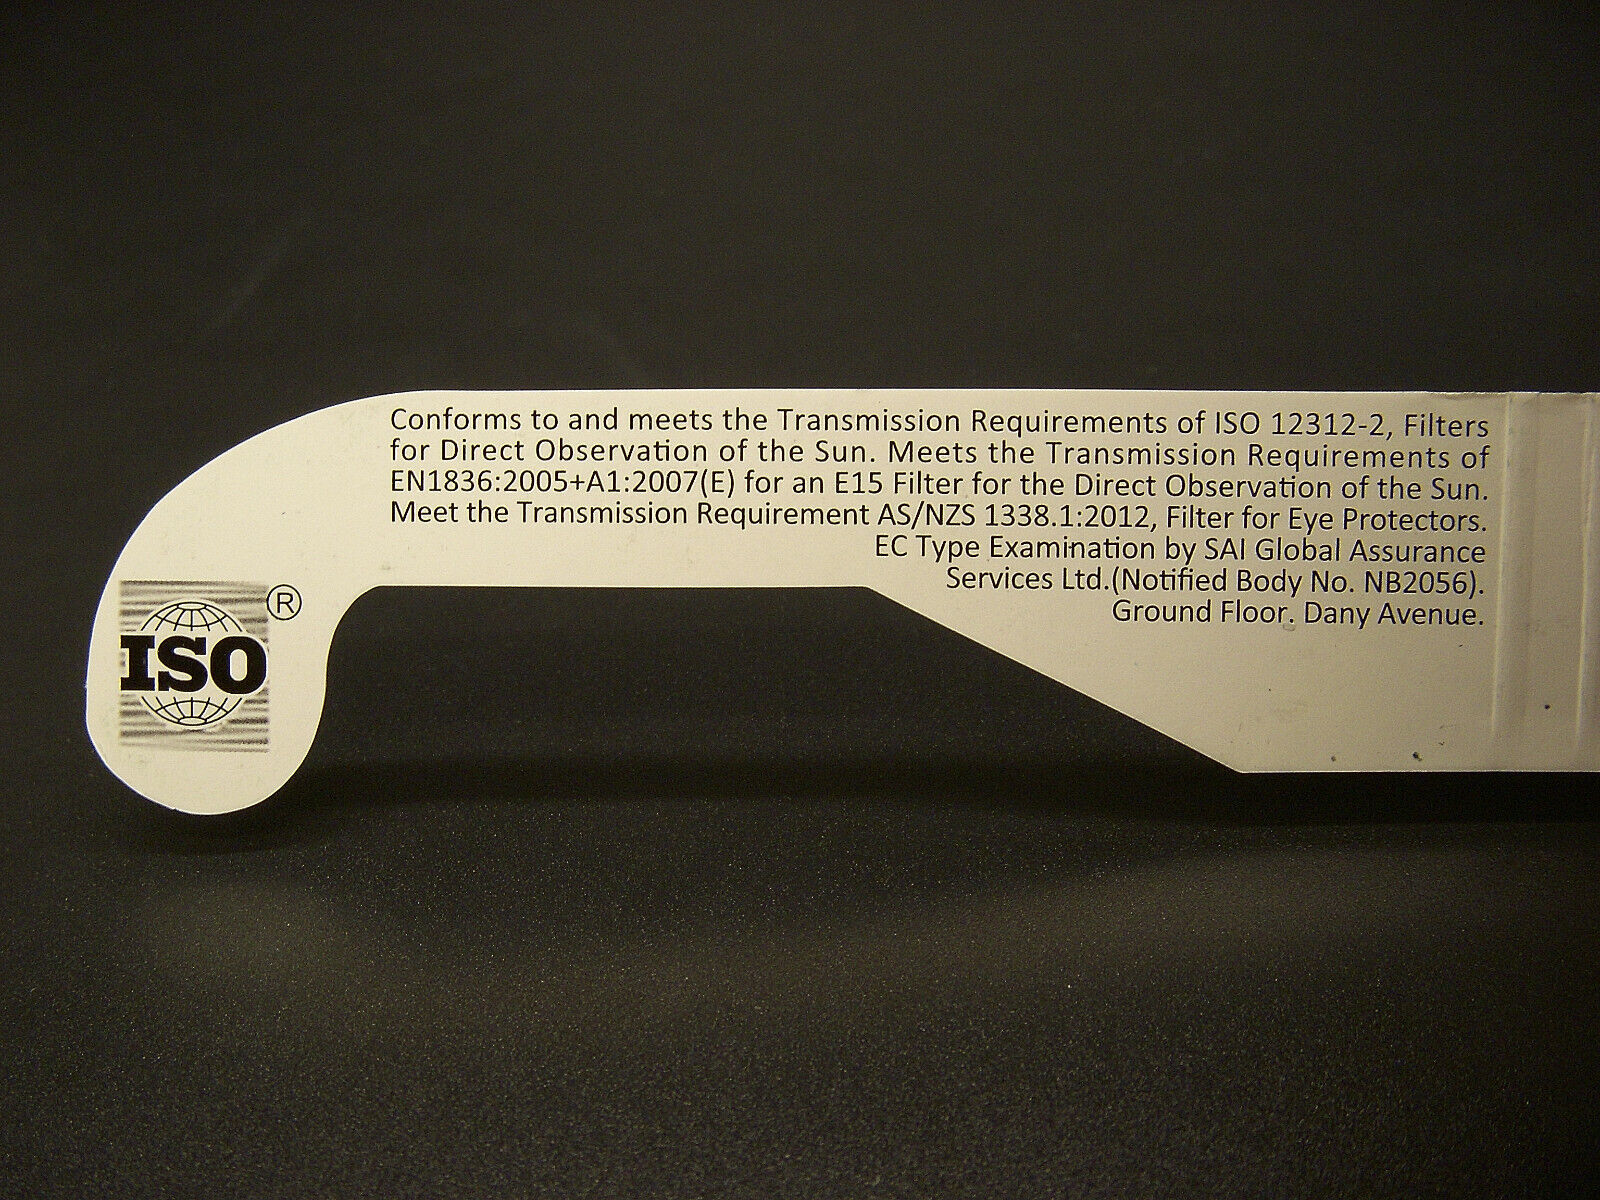 Conforms to and meets the Transmission Requirements of ISO 12312-2, Filters
for Direct Observation of the Sun. Meets the Transmission Requirements of
EN1836:2005+A1:2007(E) for an E15 Filter for the Direct Observation of the Sun.
Meet the Transmission Requirement AS/NZS 1338.1:2012, Filter for Eye Protectors.
EC Type Examination by SAI Global Assurance
Services Ltd.(Notified Body No. NB2056).
Ground Floor. Dany Avenue.
ISO ®